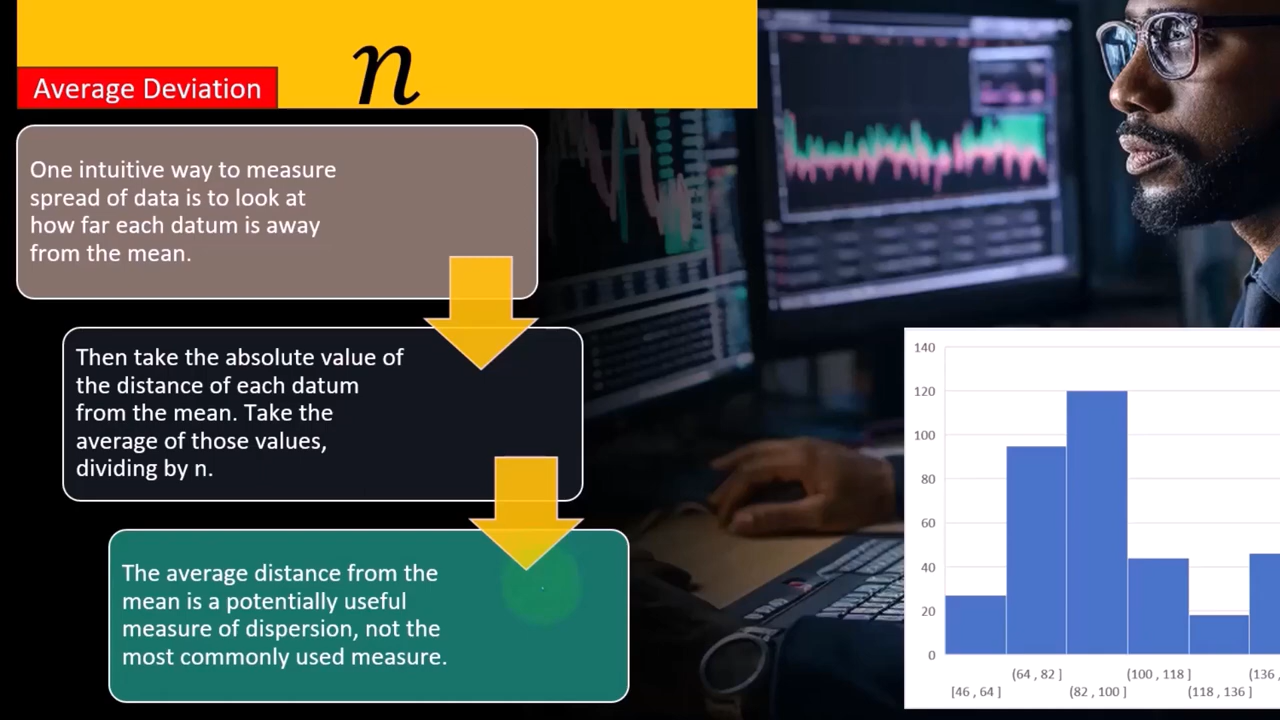 n
Average Deviation
One intuitive way to measure
spread of data is to look at
how far each datum is away
from the mean.
Then take the absolute value of
the distance of each datum
from the mean. Take the
average of those values,
dividing by n.
The average distance from the
mean is a potentially useful
measure of dispersion, not the
most commonly used measure.
140
120
100
80
60
40
20
0
(64 , 82 ] (100 , 118 ] (136 ,
[46 , 64 ] (82 , 100 ] (118 , 136 ]